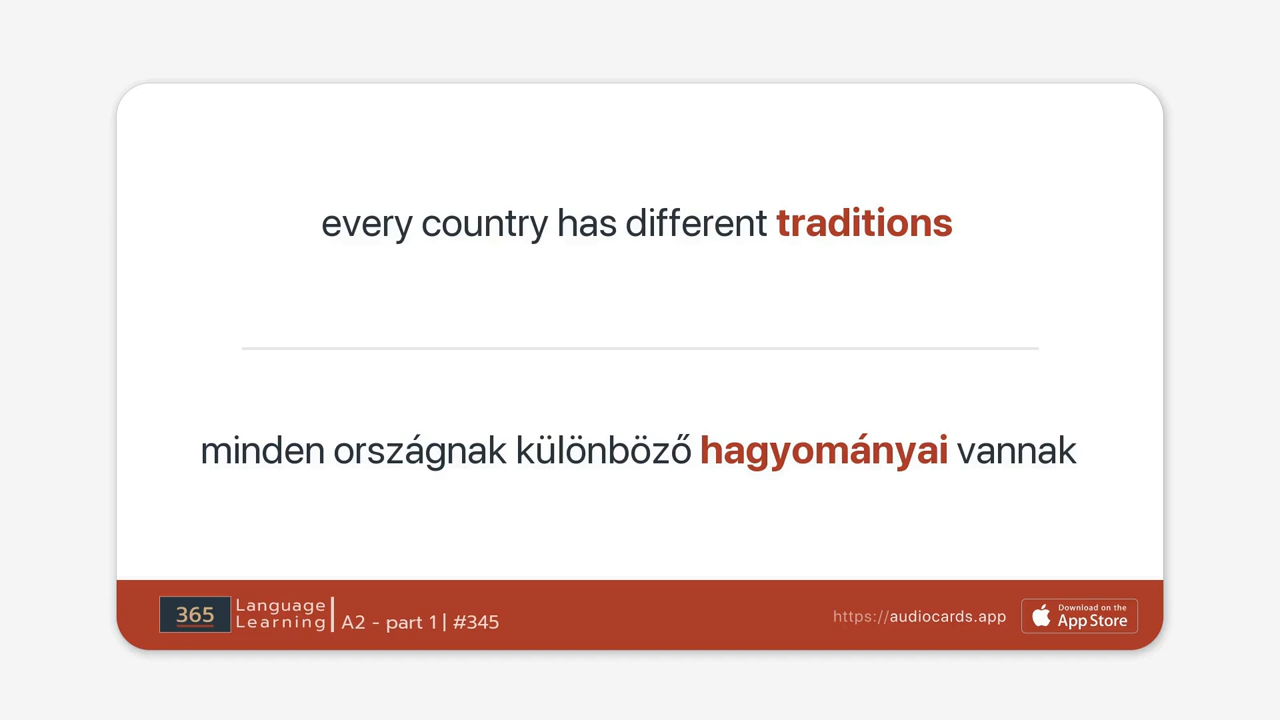 every country has different traditions
minden országnak különböző hagyományai vannak
365 Language Learning | A2 - part 1 | #345
https://audiocards.app
Download on the
App Store